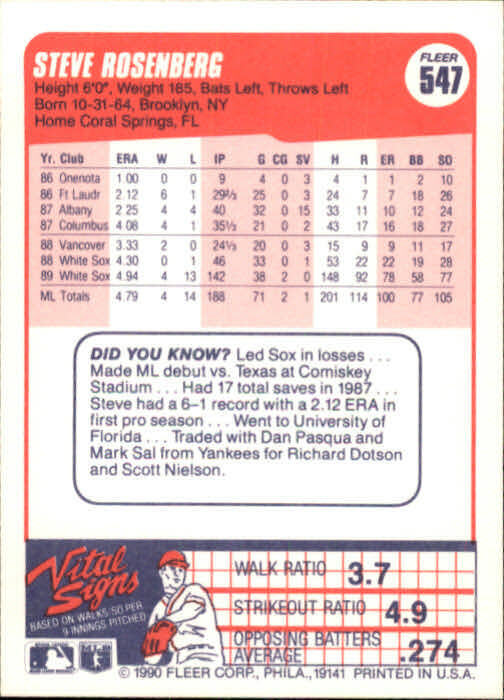 STEVE ROSENBERG
FLEER
547
Height 6'0", Weight 185, Bats Left, Throws Left
Born 10-31-64, Brooklyn, NY
Home Coral Springs, FL
Yr. Club ERA W L IP G CG SV H R ER BB SO
86 Oneonta 1.00 0 0 9 4 0 3 4 1 1 2 10
86 Ft Laudr 2.12 6 1 29⅔ 25 0 3 24 7 7 18 26
87 Albany 2.25 4 4 40 32 0 15 33 11 10 12 24
87 Columbus 4.08 4 1 35⅓ 21 0 2 43 17 16 18 27
88 Vancover 3.33 2 0 24⅓ 20 0 3 15 9 9 11 17
88 White Sox 4.30 0 1 46 33 0 1 53 22 22 19 28
89 White Sox 4.94 4 13 142 38 2 0 148 92 78 58 77
ML Totals 4.79 4 14 188 71 2 1 201 114 100 77 105
DID YOU KNOW? Led Sox in losses . . .
Made ML debut vs. Texas at Comiskey
Stadium . . . Had 17 total saves in 1987 . . .
Steve had a 6-1 record with a 2.12 ERA in
first pro season . . . Went to University of
Florida . . . Traded with Dan Pasqua and
Mark Sal from Yankees for Richard Dotson
and Scott Nielson.
Vital
Signs
BASED ON WALKS/SO PER
9 INNINGS PITCHED
WALK RATIO 3.7
STRIKEOUT RATIO 4.9
OPPOSING BATTERS
AVERAGE .274
© 1990 FLEER CORP., PHILA., 19141 PRINTED IN U.S.A.